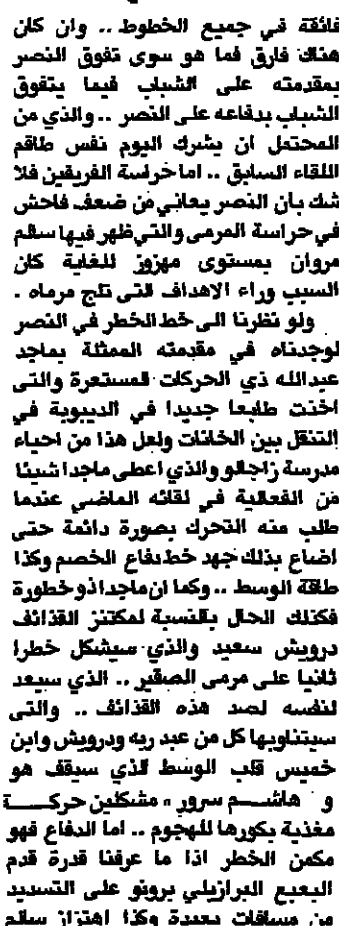 فائقة في جميع الخطوط .. وان كان
هناك فارق فما هو سوى تفوق النصر
بمقدمته على الشباب فيما يتفوق
الشباب بدفاعه على النصر .. والذي من
المحتمل ان يشرك اليوم نفس طاقم
اللقاء السابق .. اما حراسة الفريقين فلا
شك بأن النصر يعاني من ضعف فاحش
في حراسة المرمى والتي ظهر فيها سالم
مروان بمستوى مهزوز للغاية كان
السبب وراء الاهداف التى تلج مرماه .
ولو نظرنا الى خط الخطر في النصر
لوجدناه في مقدمته الممثلة بماجد
عبدالله ذي الحركات المستعرة والتى
اخذت طابعا جديدا في الديبوية في
التنقل بين الخانات ولعل هذا من احياء
مدرسة زاجالو والذي اعطى ماجدا شيئا
من الفعالية في لقائه الماضي عندما
طلب منه التحرك بصورة دائمة حتى
اضاع بذلك جهد خط دفاع الخصم وكذا
طاقة الوسط .. وكما ان ماجدا ذو خطورة
فكذلك الحال بالنسبة لمكتنز القذائف
درويش سعيد والذي سيشكل خطرا
ثانيا على مرمى الصقير .. الذي سيعد
لنفسه لصد هذه القذائف .. والتى
سيتناوبها كل من عبد ربه ودرويش وابن
خميس قلب الوسط الذي سيقف هو
و هاشم سرور " مشكلين حركة
مغذية بكورها للهجوم .. اما الدفاع فهو
مكمن الخطر اذا ما عرفنا قدرة قدم
البعبع البرازيلي برونو على التسديد
من مسافات بعيدة وكذا اهتزاز سالم